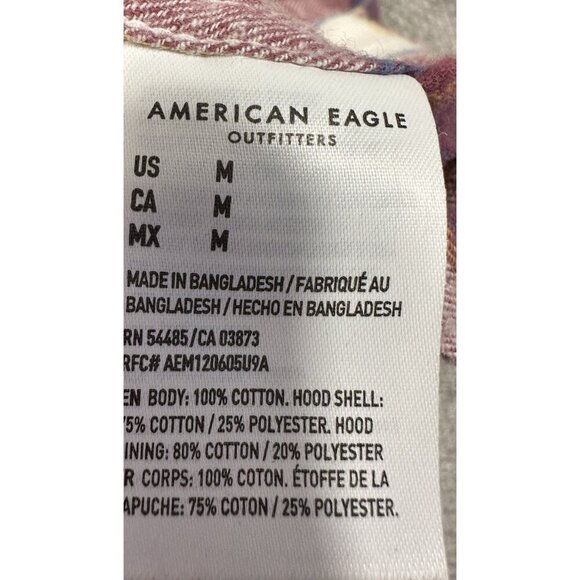 AMERICAN EAGLE
OUTFITTERS
US M
CA M
MX M
MADE IN BANGLADESH / FABRIQUÉ AU
BANGLADESH / HECHO EN BANGLADESH
RN 54485/CA 03873
RFC# AEM120605U9A
EN BODY: 100% COTTON. HOOD SHELL:
75% COTTON / 25% POLYESTER. HOOD
INING: 80% COTTON / 20% POLYESTER
R CORPS: 100% COTON. ÉTOFFE DE LA
APUCHE: 75% COTON / 25% POLYESTER.